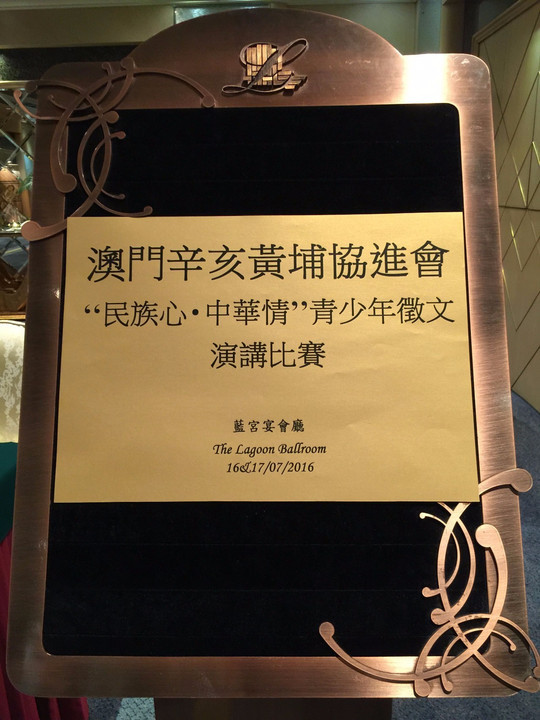 澳門辛亥黃埔協進會
“民族心·中華情”青少年徵文
演講比賽
藍宮宴會廳
The Lagoon Ballroom
16&17/07/2016